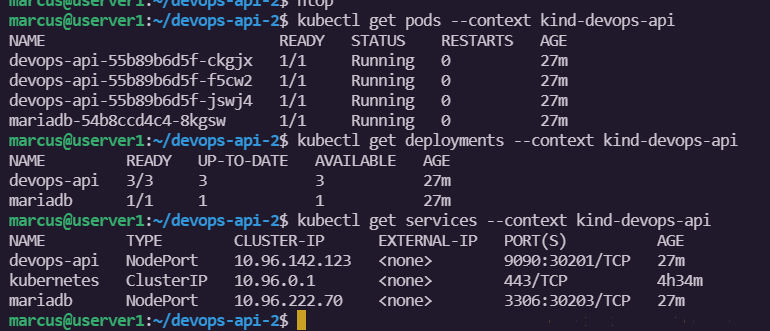 marcus@userver1:~/devops-api-2$ htop
marcus@userver1:~/devops-api-2$ kubectl get pods --context kind-devops-api
NAME READY STATUS RESTARTS AGE
devops-api-55b89b6d5f-ckgjx 1/1 Running 0 27m
devops-api-55b89b6d5f-f5cw2 1/1 Running 0 27m
devops-api-55b89b6d5f-jswj4 1/1 Running 0 27m
mariadb-54b8ccd4c4-8kgsw 1/1 Running 0 27m
marcus@userver1:~/devops-api-2$ kubectl get deployments --context kind-devops-api
NAME READY UP-TO-DATE AVAILABLE AGE
devops-api 3/3 3 3 27m
mariadb 1/1 1 1 27m
marcus@userver1:~/devops-api-2$ kubectl get services --context kind-devops-api
NAME TYPE CLUSTER-IP EXTERNAL-IP PORT(S) AGE
devops-api NodePort 10.96.142.123 <none> 9090:30201/TCP 27m
kubernetes ClusterIP 10.96.0.1 <none> 443/TCP 4h34m
mariadb NodePort 10.96.222.70 <none> 3306:30203/TCP 27m
marcus@userver1:~/devops-api-2$